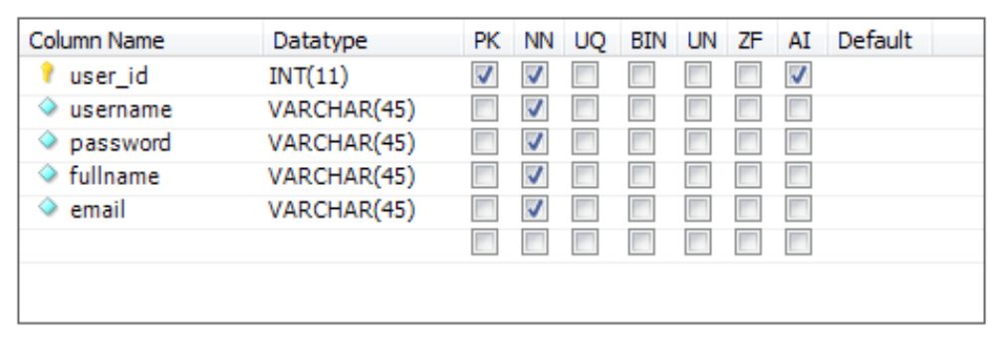 Column Name Datatype PK NN UQ BIN UN ZF AI Default
user_id INT(11)
username VARCHAR(45)
password VARCHAR(45)
fullname VARCHAR(45)
email VARCHAR(45)